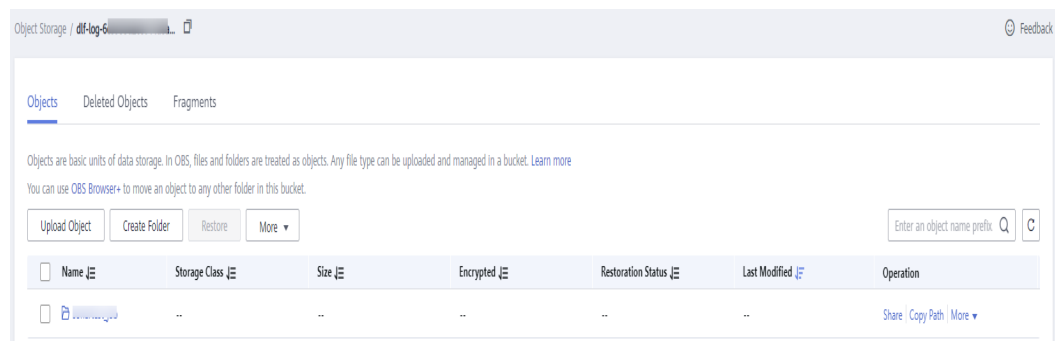 Object Storage / dlf-log-6 ...
Feedback
Objects Deleted Objects Fragments
Objects are basic units of data storage. In OBS, files and folders are treated as objects. Any file type can be uploaded and managed in a bucket. Learn more
You can use OBS Browser+ to move an object to any other folder in this bucket.
Upload Object Create Folder Restore More
Enter an object name prefix
Name Storage Class Size Encrypted Restoration Status Last Modified Operation
-- -- -- -- -- Share Copy Path More